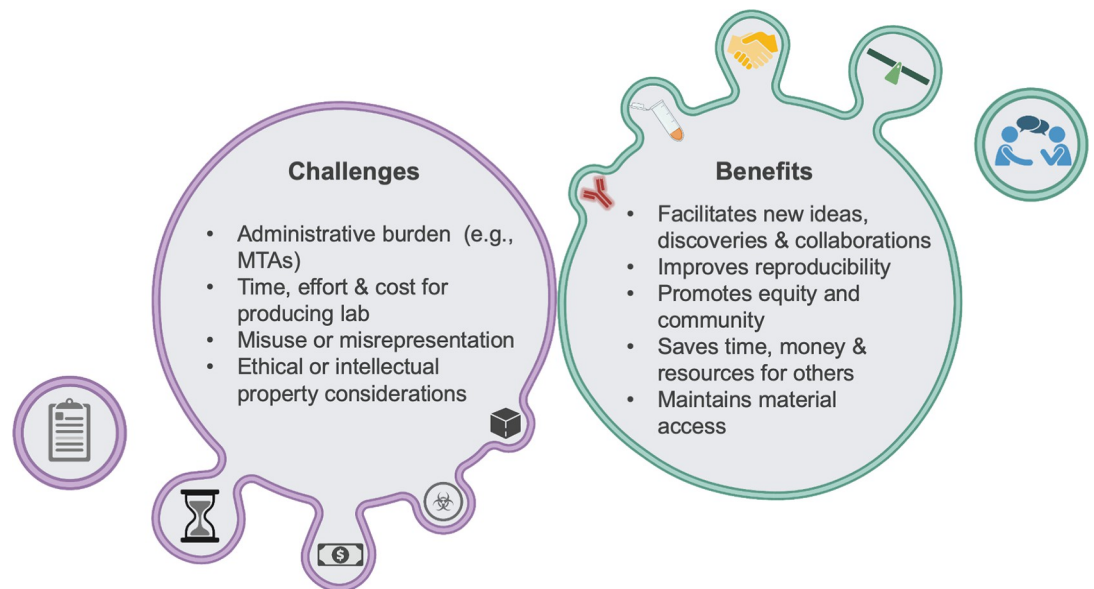 Challenges
• Administrative burden (e.g.,
MTAs)
• Time, effort & cost for
producing lab
• Misuse or misrepresentation
• Ethical or intellectual
property considerations
$
Benefits
• Facilitates new ideas,
discoveries & collaborations
• Improves reproducibility
• Promotes equity and
community
• Saves time, money &
resources for others
• Maintains material
access